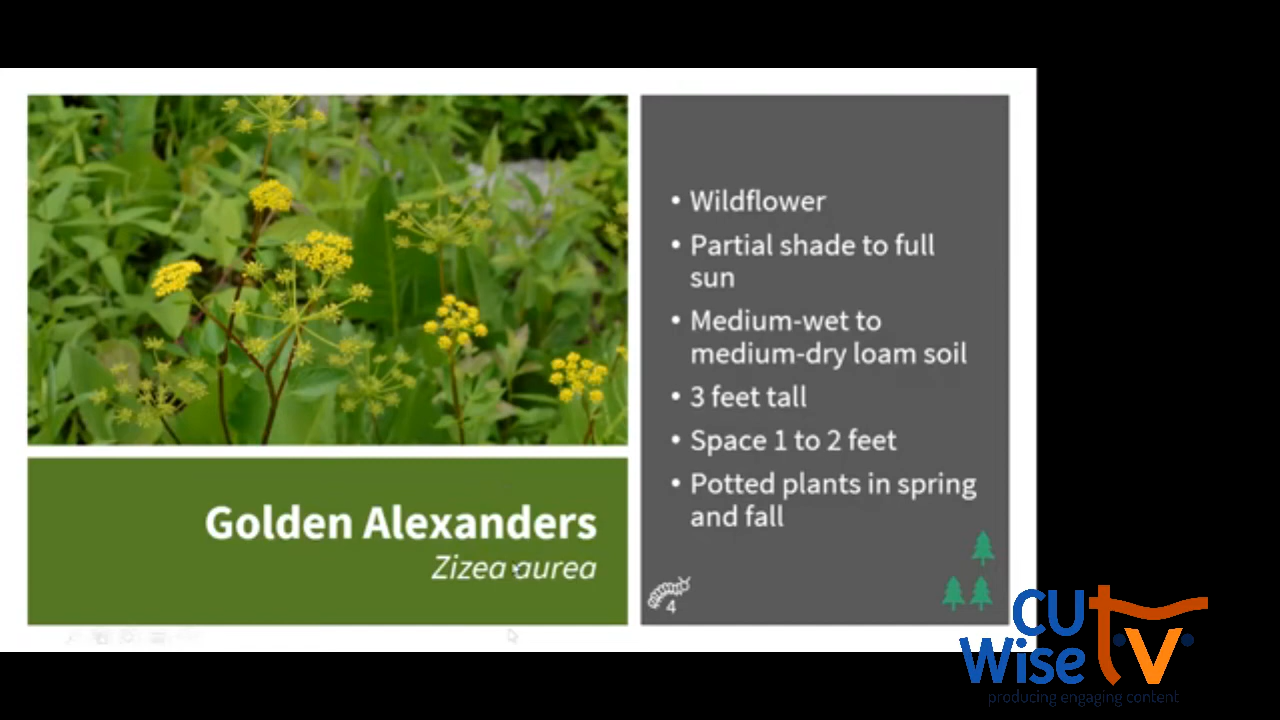 • Wildflower
• Partial shade to full
sun
• Medium-wet to
medium-dry loam soil
• 3 feet tall
• Space 1 to 2 feet
• Potted plants in spring
and fall
4
Golden Alexanders
Zizea aurea
CU
Wise tv
producing engaging content